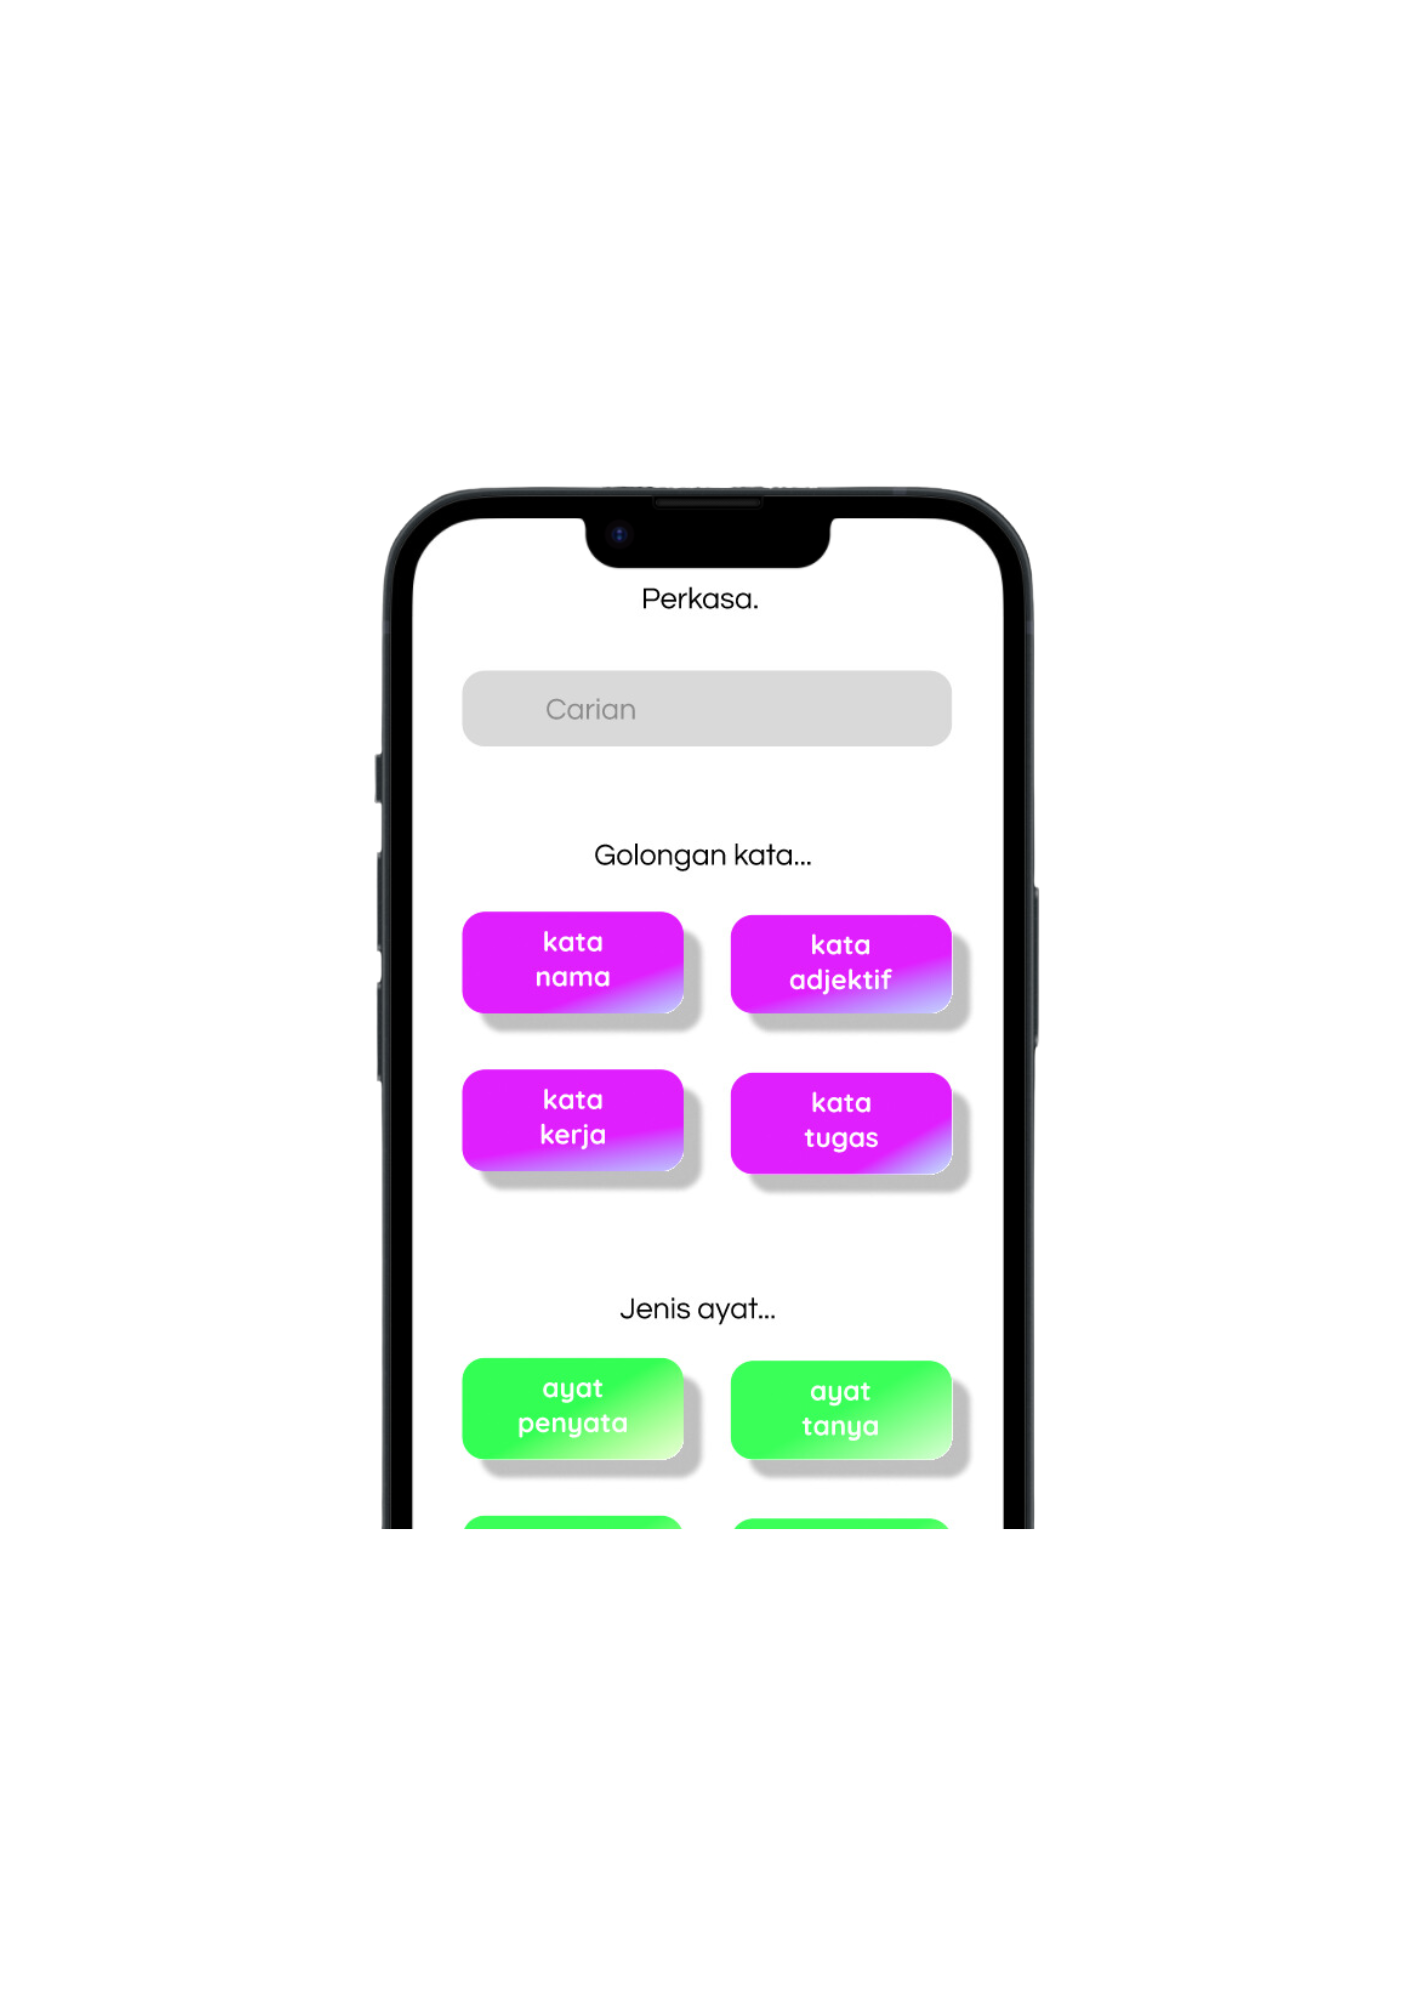 Perkasa.
Carian
Golongan kata...
kata
nama
kata
adjektif
kata
kerja
kata
tugas
Jenis ayat...
ayat
penyata
ayat
tanya